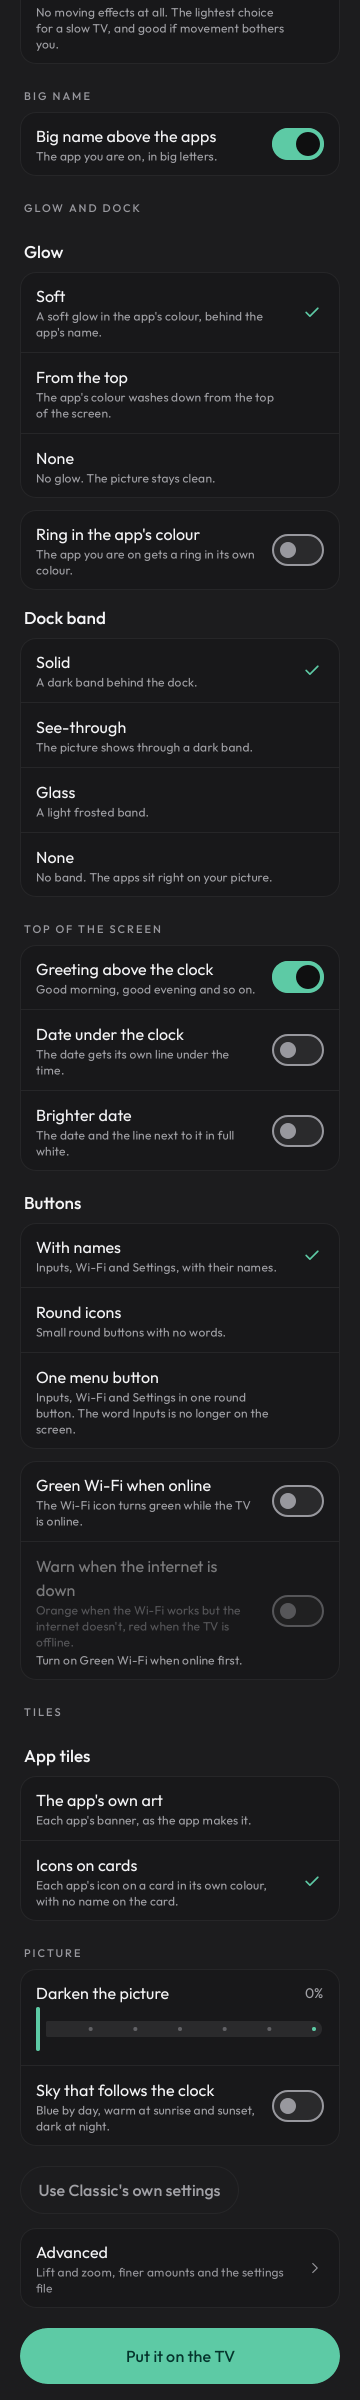 No moving effects at all. The lightest choice
for a slow TV, and good if movement bothers
you.
BIG NAME
Big name above the apps
The app you are on, in big letters.
GLOW AND DOCK
Glow
Soft
A soft glow in the app's colour, behind the
app's name.
From the top
The app's colour washes down from the top
of the screen.
None
No glow. The picture stays clean.
Ring in the app's colour
The app you are on gets a ring in its own
colour.
Dock band
Solid
A dark band behind the dock.
See-through
The picture shows through a dark band.
Glass
A light frosted band.
None
No band. The apps sit right on your picture.
TOP OF THE SCREEN
Greeting above the clock
Good morning, good evening and so on.
Date under the clock
The date gets its own line under the
time.
Brighter date
The date and the line next to it in full
white.
Buttons
With names
Inputs, Wi-Fi and Settings, with their names.
Round icons
Small round buttons with no words.
One menu button
Inputs, Wi-Fi and Settings in one round
button. The word Inputs is no longer on the
screen.
Green Wi-Fi when online
The Wi-Fi icon turns green while the TV
is online.
Warn when the internet is
down
Orange when the Wi-Fi works but the
internet doesn't, red when the TV is
offline.
Turn on Green Wi-Fi when online first.
TILES
App tiles
The app's own art
Each app's banner, as the app makes it.
Icons on cards
Each app's icon on a card in its own colour,
with no name on the card.
PICTURE
Darken the picture 0%
Sky that follows the clock
Blue by day, warm at sunrise and sunset,
dark at night.
Use Classic's own settings
Advanced
Lift and zoom, finer amounts and the settings
file
Put it on the TV